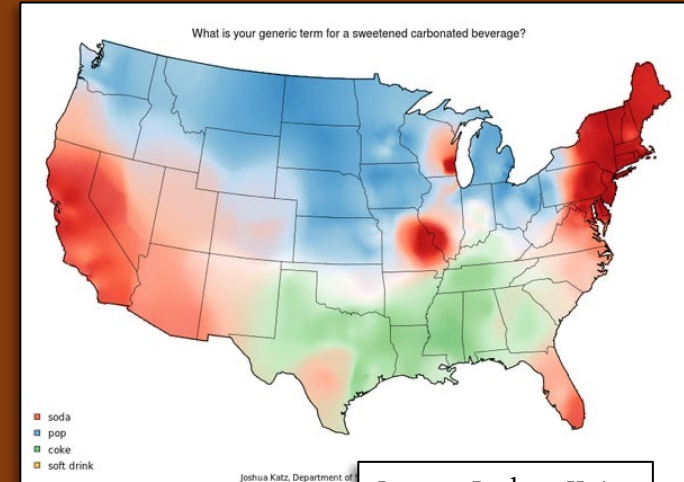 What is your generic term for a sweetened carbonated beverage?
soda
pop
coke
soft drink
Joshua Katz, Department of